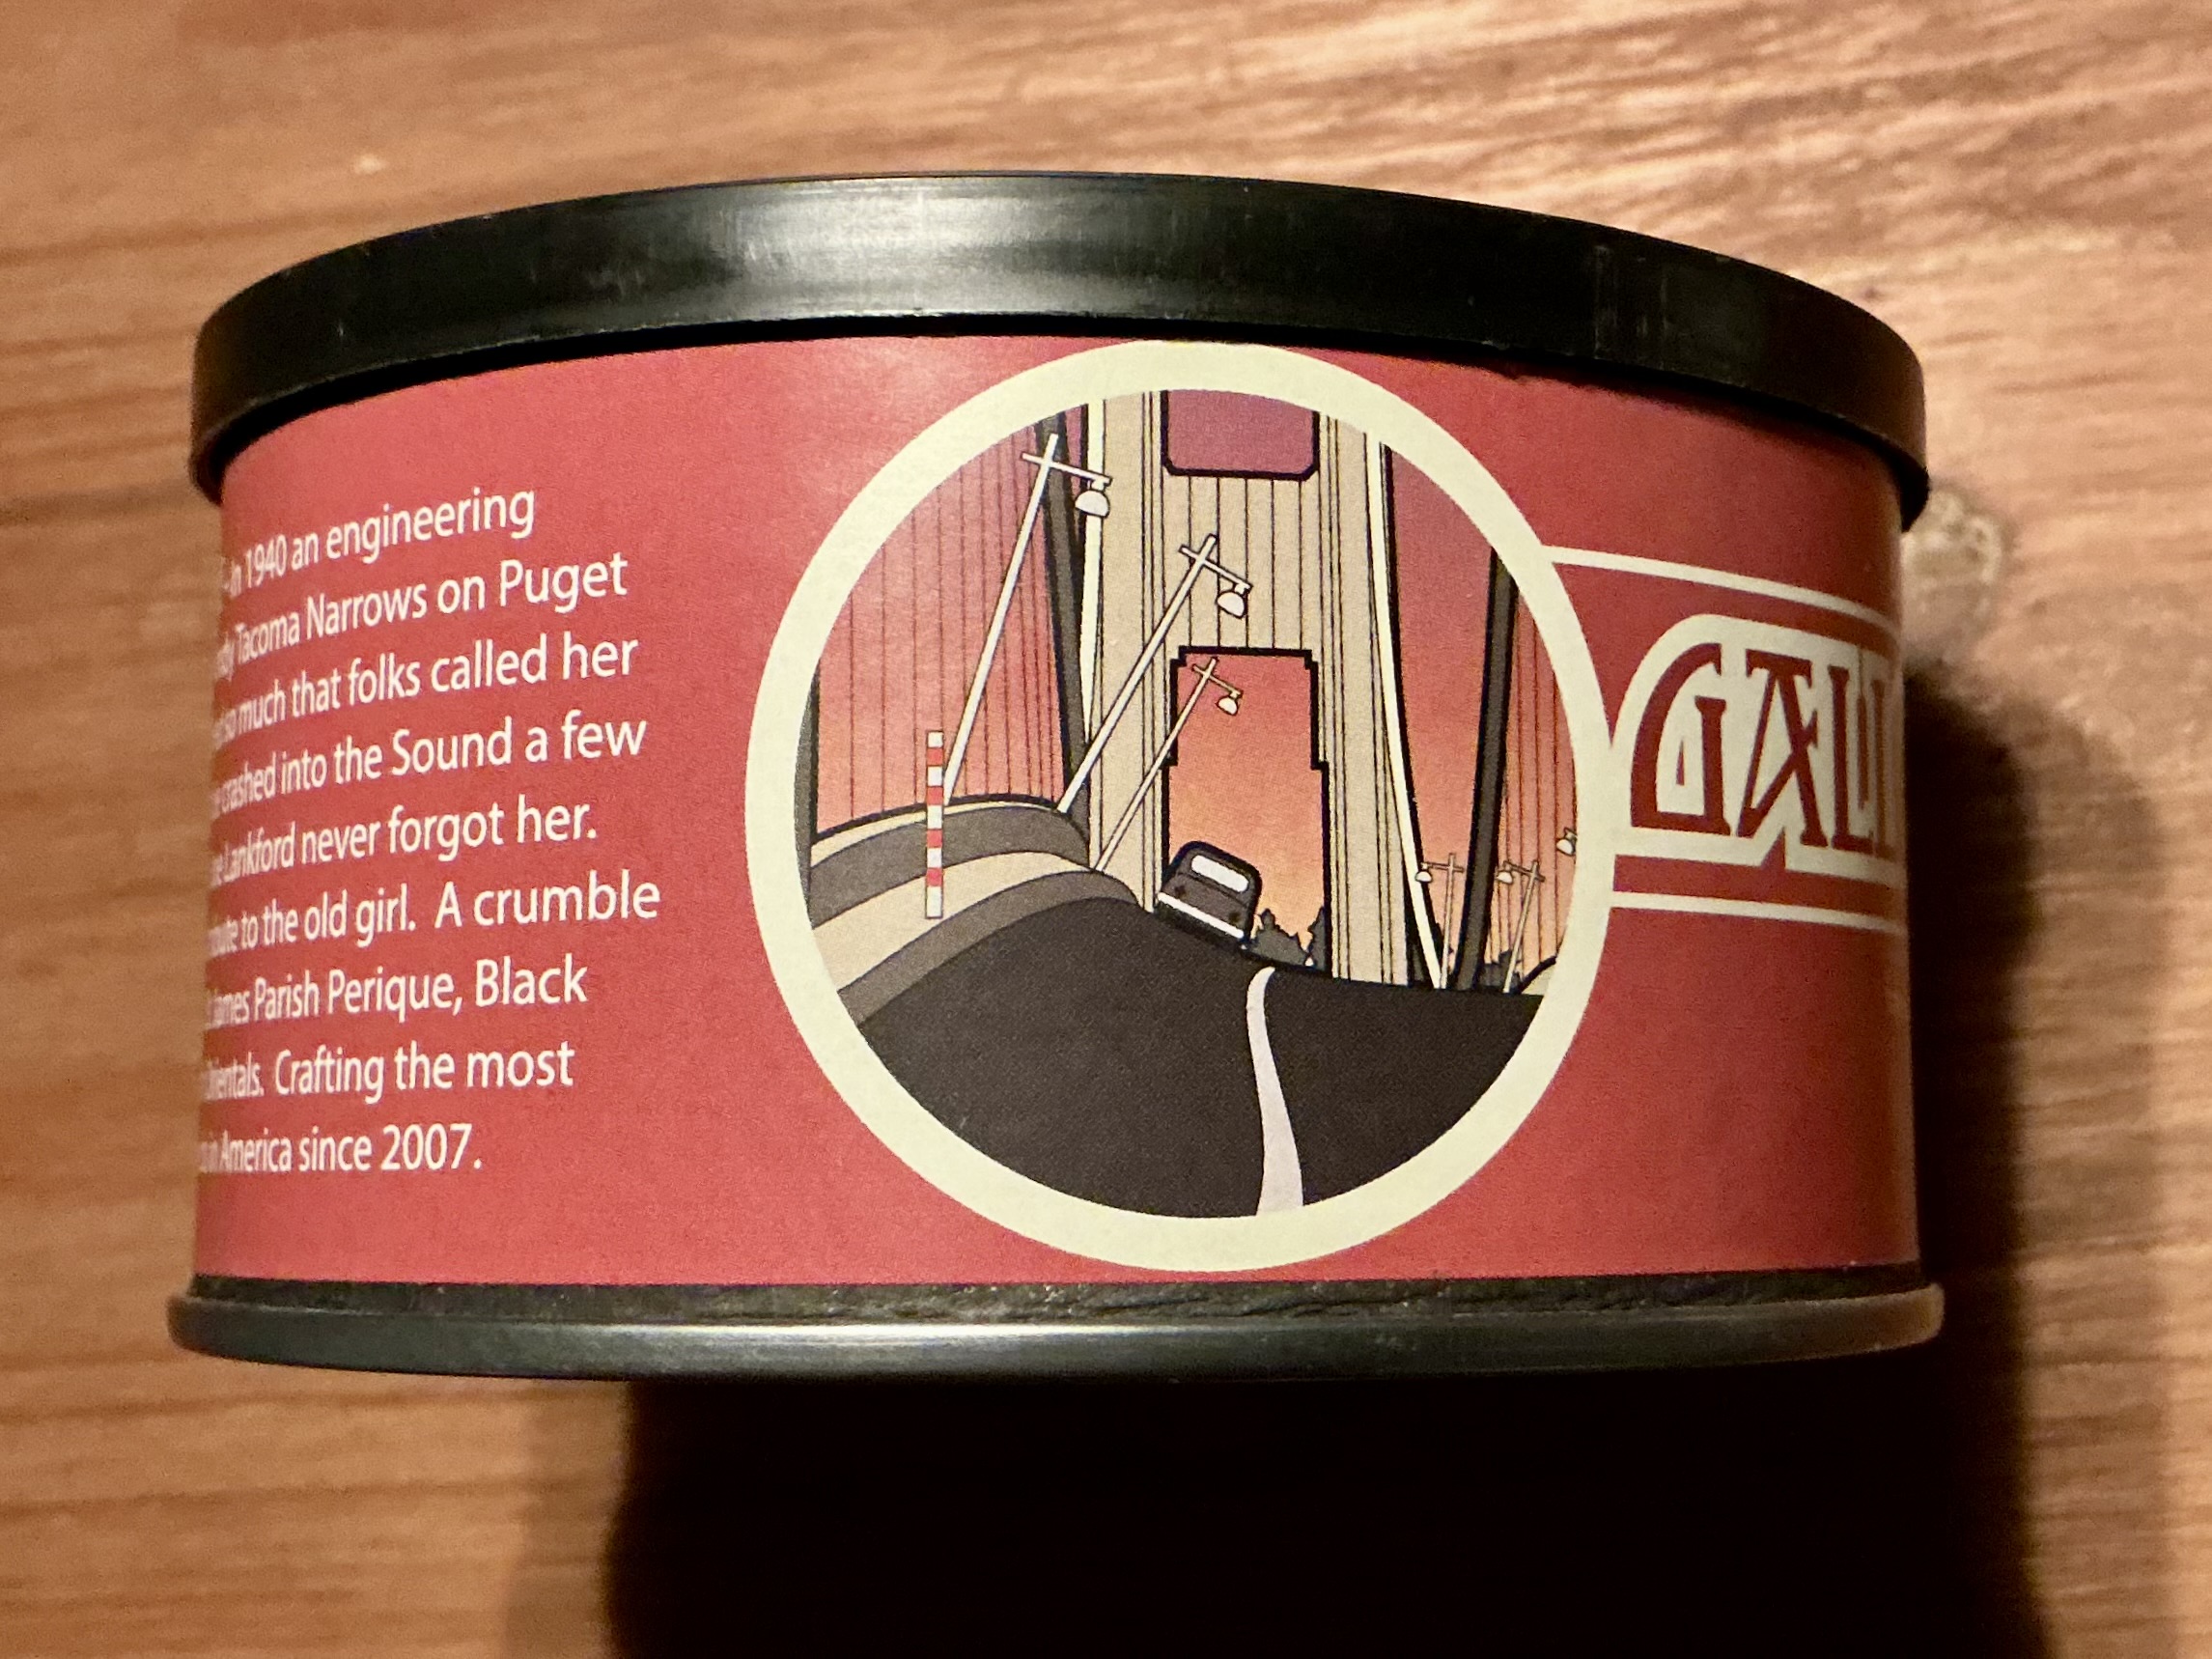 1940 an engineering
Tacoma Narrows on Puget
so much that folks called her
crashed into the Sound a few
Lankford never forgot her.
to the old girl. A crumble
James Parish Perique, Black
Crafting the most
in America since 2007.
GALL